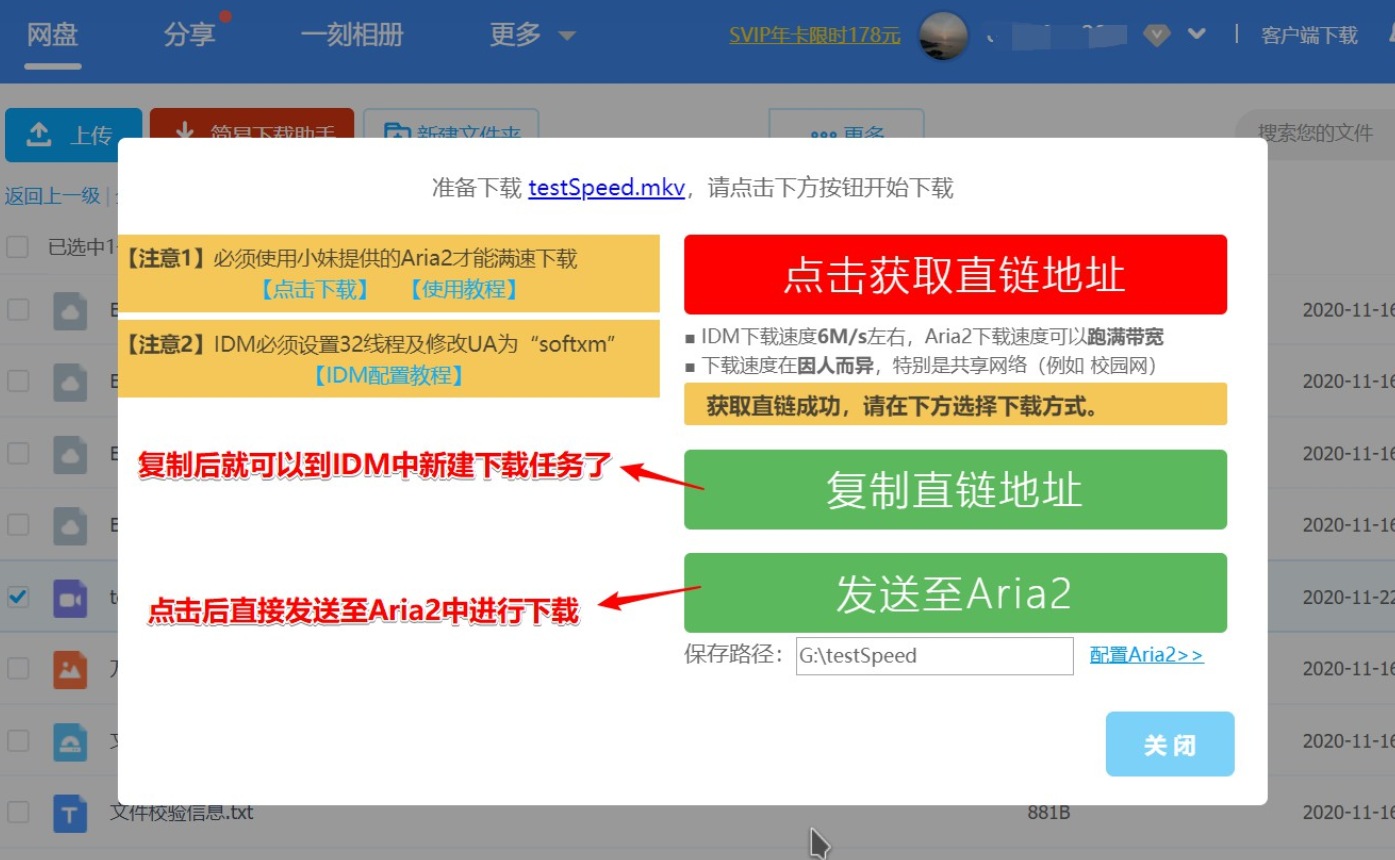 网盘
分享
一刻相册
更多
SVIP年卡限时178元
客户端下载
上传
简易下载助手
新建文件夹
更多
搜索您的文件
返回上一级
已选中1
准备下载 testSpeed.mkv，请点击下方按钮开始下载
【注意1】必须使用小妹提供的Aria2才能满速下载
【点击下载】 【使用教程】
【注意2】IDM必须设置32线程及修改UA为“softxm”
【IDM配置教程】
点击获取直链地址
▪ IDM下载速度6M/s左右，Aria2下载速度可以跑满带宽
▪ 下载速度在因人而异，特别是共享网络（例如 校园网）
获取直链成功，请在下方选择下载方式。
复制后就可以到IDM中新建下载任务了
复制直链地址
点击后直接发送至Aria2中进行下载
发送至Aria2
保存路径： G:\testSpeed 配置Aria2>>
关闭
2020-11-16
2020-11-16
2020-11-16
2020-11-16
2020-11-22
2020-11-16
2020-11-16
文件校验信息.txt 881B 2020-11-16